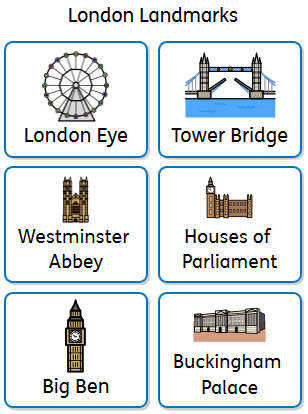 London Landmarks
London Eye
Tower Bridge
Westminster
Abbey
Houses of
Parliament
Big Ben
Buckingham
Palace